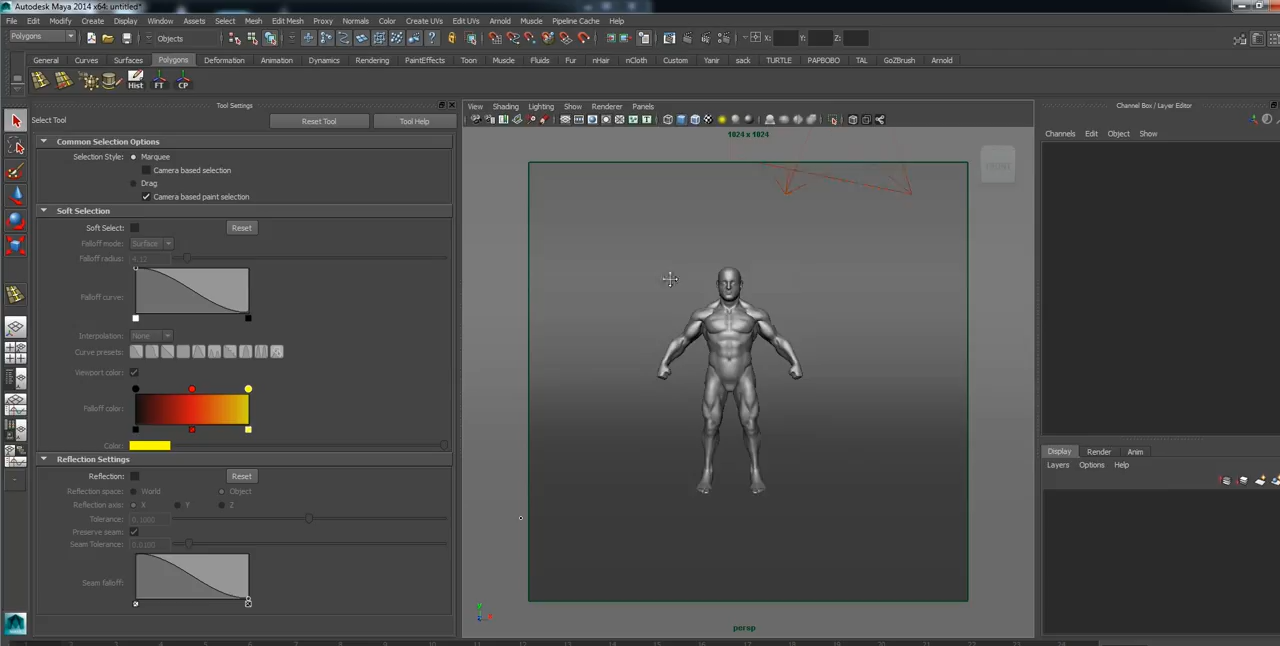 Autodesk Maya 2014 x64: untitled*
File Edit Modify Create Display Window Assets Select Mesh Edit Mesh Proxy Normals Color Create UVs Edit UVs Arnold Muscle Pipeline Cache Help
Polygons Objects X: Y: Z:
General Curves Surfaces Polygons Deformation Animation Dynamics Rendering PaintEffects Toon Muscle Fluids Fur nHair nCloth Custom Yanir sack TURTLE PAPBOBO TAL GoZBrush Arnold
Hist FT CP
Tool Settings
Select Tool Reset Tool Tool Help
Common Selection Options
Selection Style: Marquee
Camera based selection
Drag
Camera based paint selection
Soft Selection
Soft Select: Reset
Falloff mode: Surface
Falloff radius: 4.12
Falloff curve:
Interpolation: None
Curve presets:
Viewport color:
Falloff color:
Color:
Reflection Settings
Reflection: Reset
Reflection space: World Object
Reflection axis: X Y Z
Tolerance: 0.1000
Preserve seam:
Seam Tolerance: 0.0100
Seam falloff:
View Shading Lighting Show Renderer Panels
1024 x 1024
persp
Channel Box / Layer Editor
Channels Edit Object Show
Display Render Anim
Layers Options Help